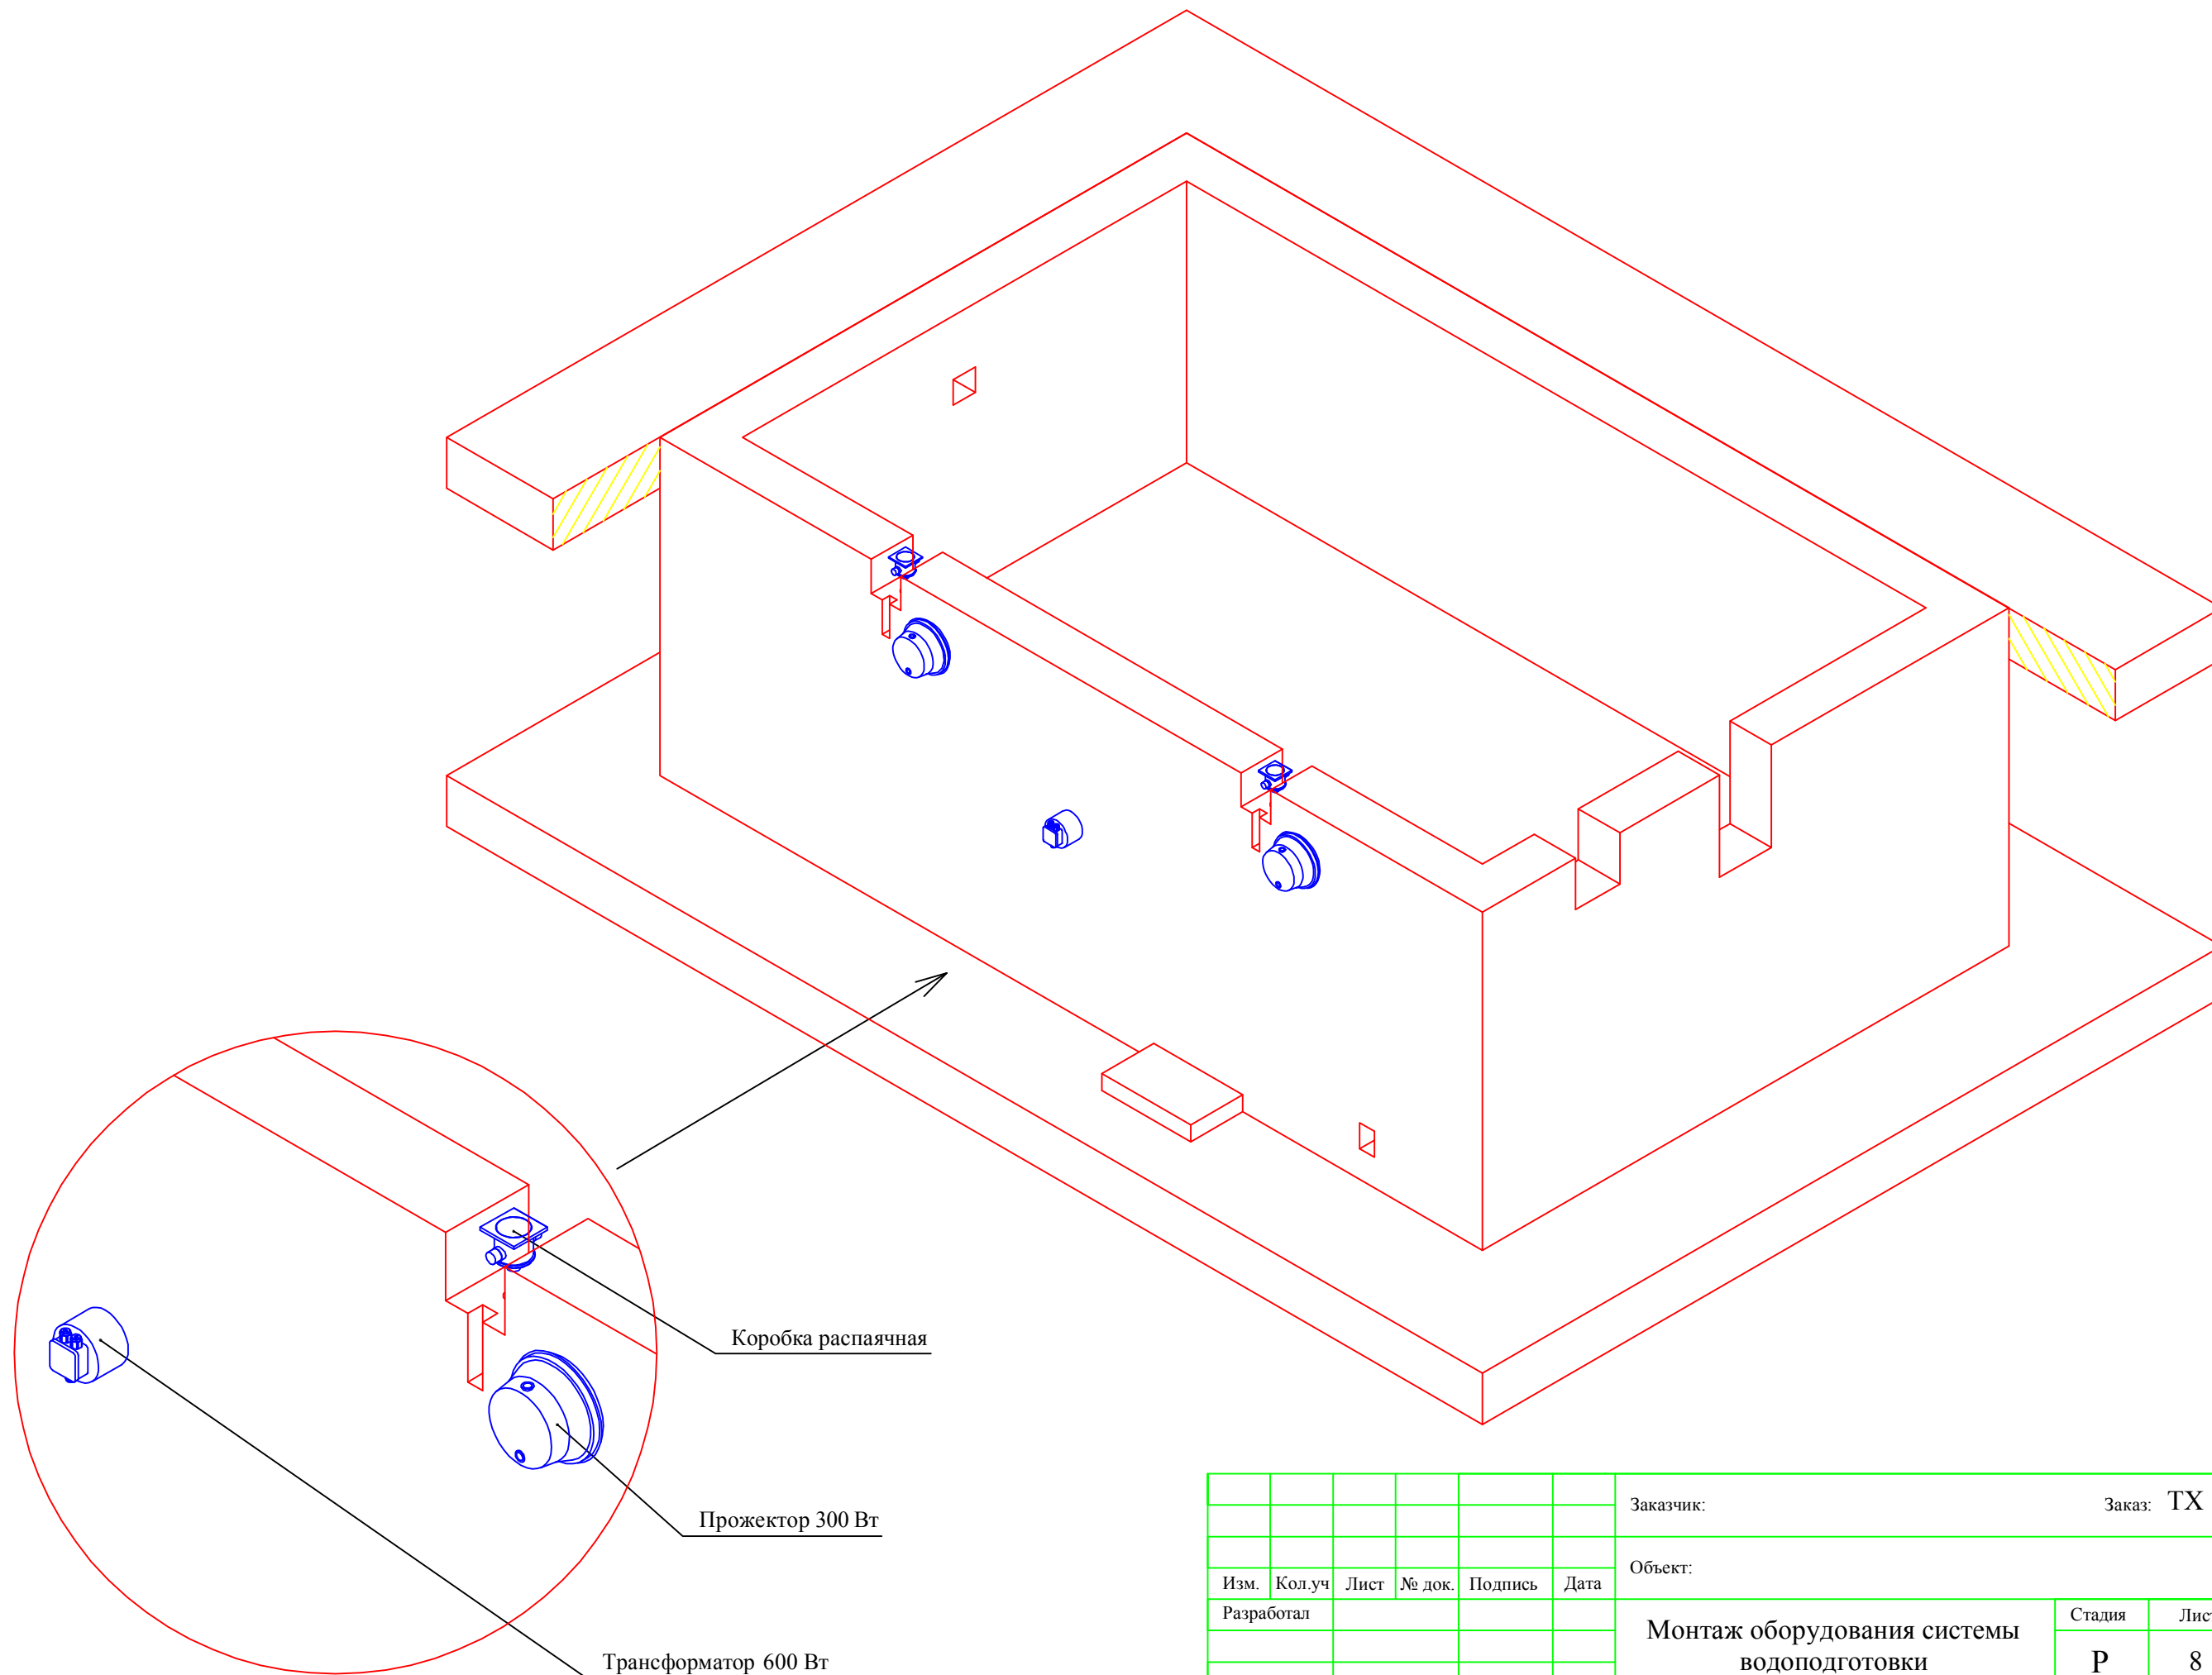 Коробка распаячная
Прожектор 300 Вт
Трансформатор 600 Вт
Заказчик: Заказ: ТХ
Объект:
Изм. Кол.уч Лист № док. Подпись Дата
Разработал
Монтаж оборудования системы
водоподготовки
Стадия Лист
Р 8